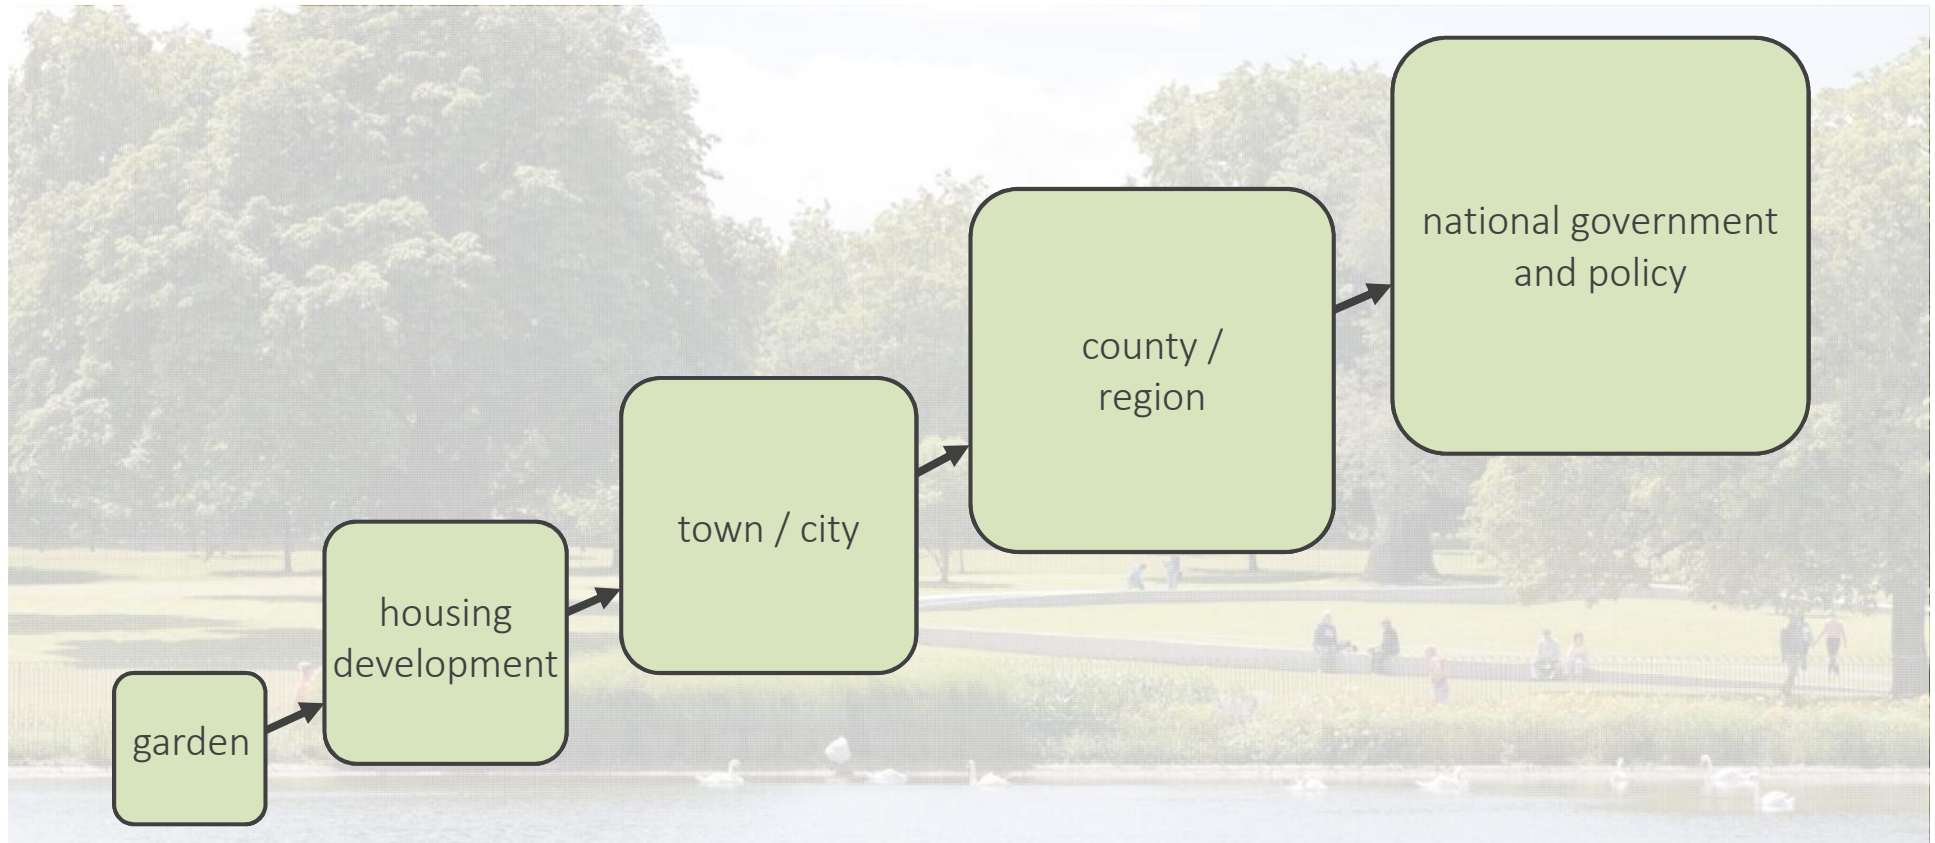 garden
housing
development
town / city
county /
region
national government
and policy